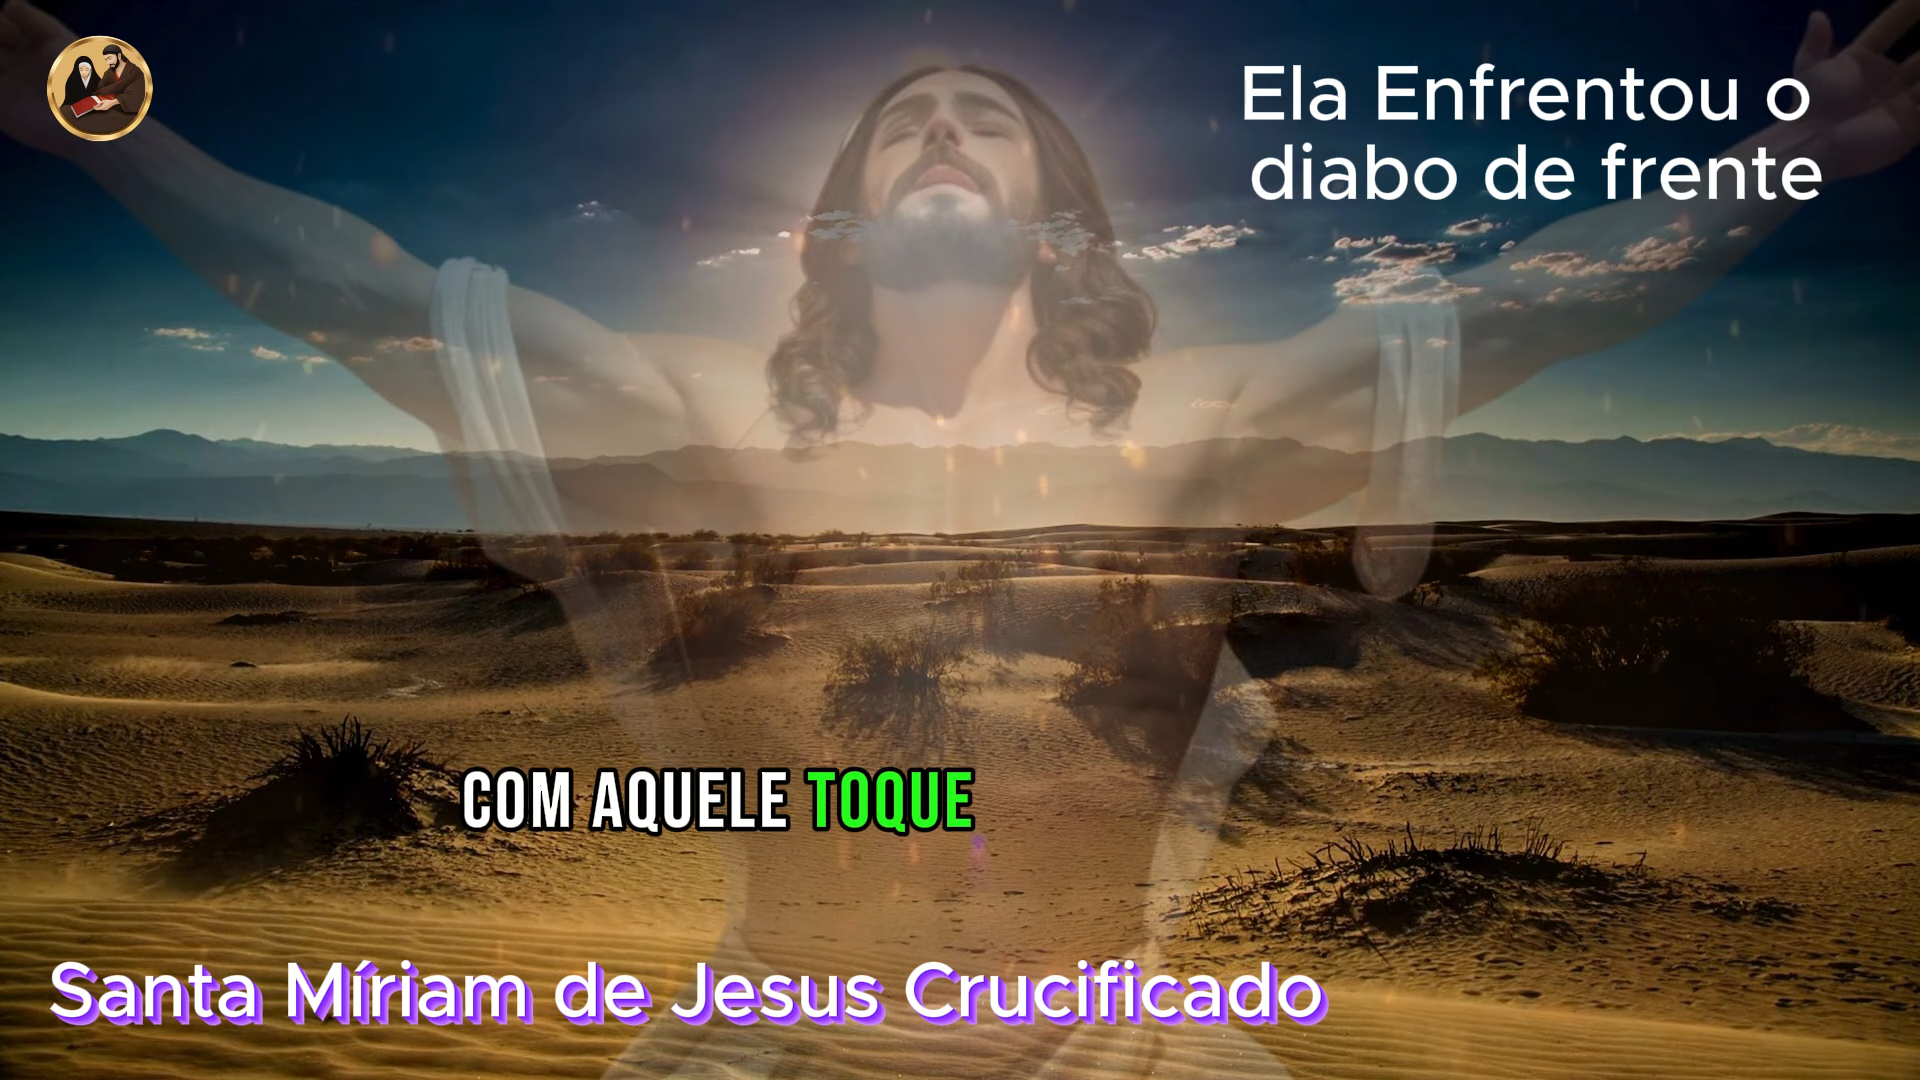 Ela Enfrentou o
diabo de frente
COM AQUELE TOQUE
Santa Míriam de Jesus Crucificado